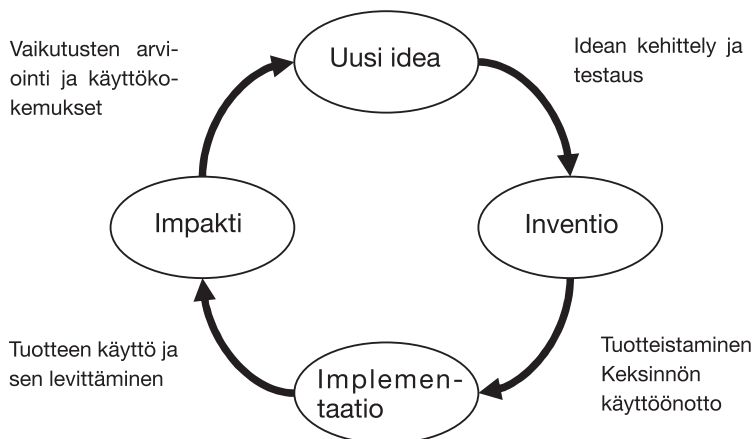 Uusi idea
Idean kehittely ja
testaus
Inventio
Tuotteistaminen
Keksinnön
käyttöönotto
Implemen-
taatio
Tuotteen käyttö ja
sen levittäminen
Impakti
Vaikutusten arvi-
ointi ja käyttöko-
kemukset